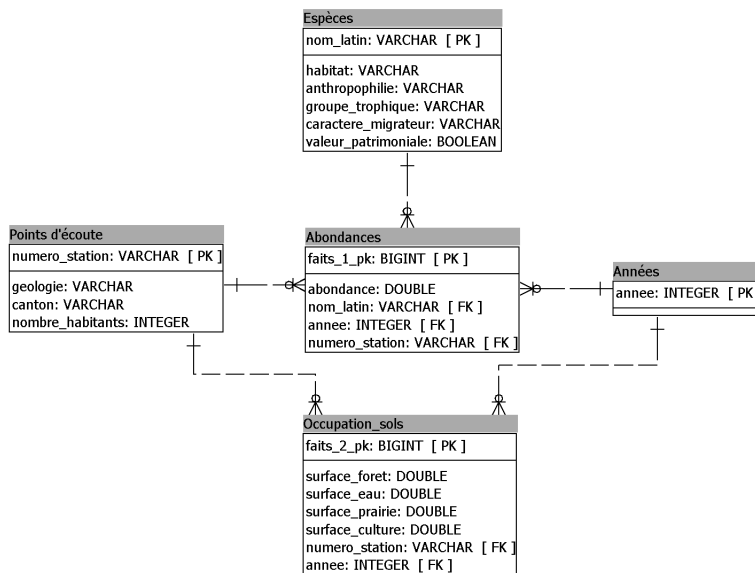 Espèces
nom_latin: VARCHAR [ PK ]
habitat: VARCHAR
anthropophilie: VARCHAR
groupe_trophique: VARCHAR
caractere_migrateur: VARCHAR
valeur_patrimoniale: BOOLEAN
Points d'écoute
numero_station: VARCHAR [ PK ]
geologie: VARCHAR
canton: VARCHAR
nombre_habitants: INTEGER
Abondances
faits_1_pk: BIGINT [ PK ]
abondance: DOUBLE
nom_latin: VARCHAR [ FK ]
annee: INTEGER [ FK ]
numero_station: VARCHAR [ FK ]
Années
annee: INTEGER [ PK
Occupation_sols
faits_2_pk: BIGINT [ PK ]
surface_foret: DOUBLE
surface_eau: DOUBLE
surface_prairie: DOUBLE
surface_culture: DOUBLE
numero_station: VARCHAR [ FK ]
annee: INTEGER [ FK ]